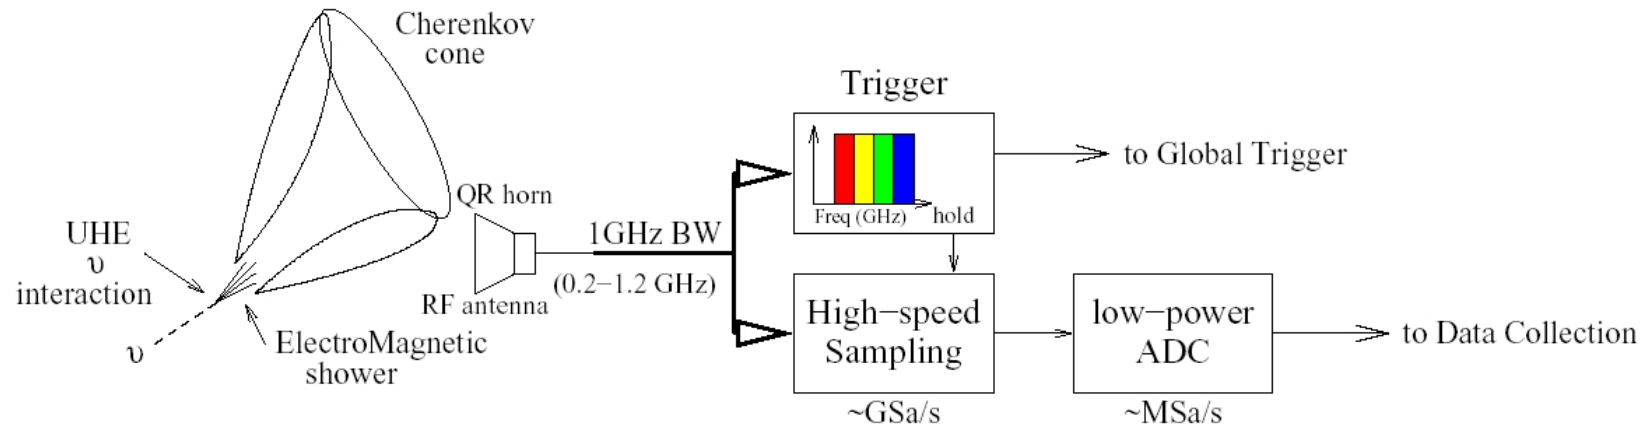 Cherenkov
cone
Trigger
to Global Trigger
Freq (GHz)
hold
QR horn
1GHz BW
(0.2−1.2 GHz)
RF antenna
UHE
υ
interaction
υ
ElectroMagnetic
shower
High−speed
Sampling
~GSa/s
low−power
ADC
~MSa/s
to Data Collection